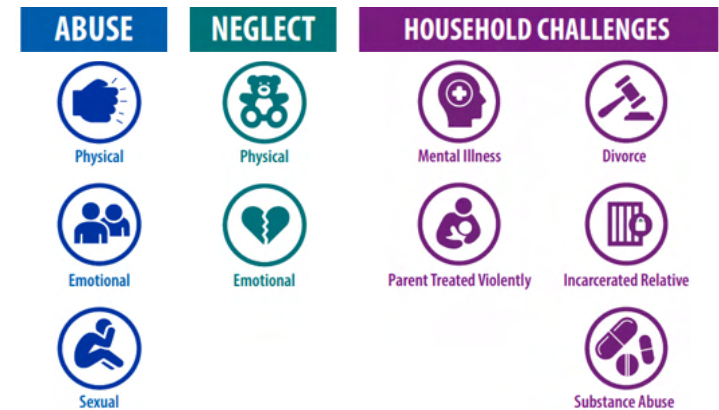 ABUSE
Physical
Emotional
Sexual
NEGLECT
Physical
Emotional
HOUSEHOLD CHALLENGES
Mental Illness
Divorce
Parent Treated Violently
Incarcerated Relative
Substance Abuse